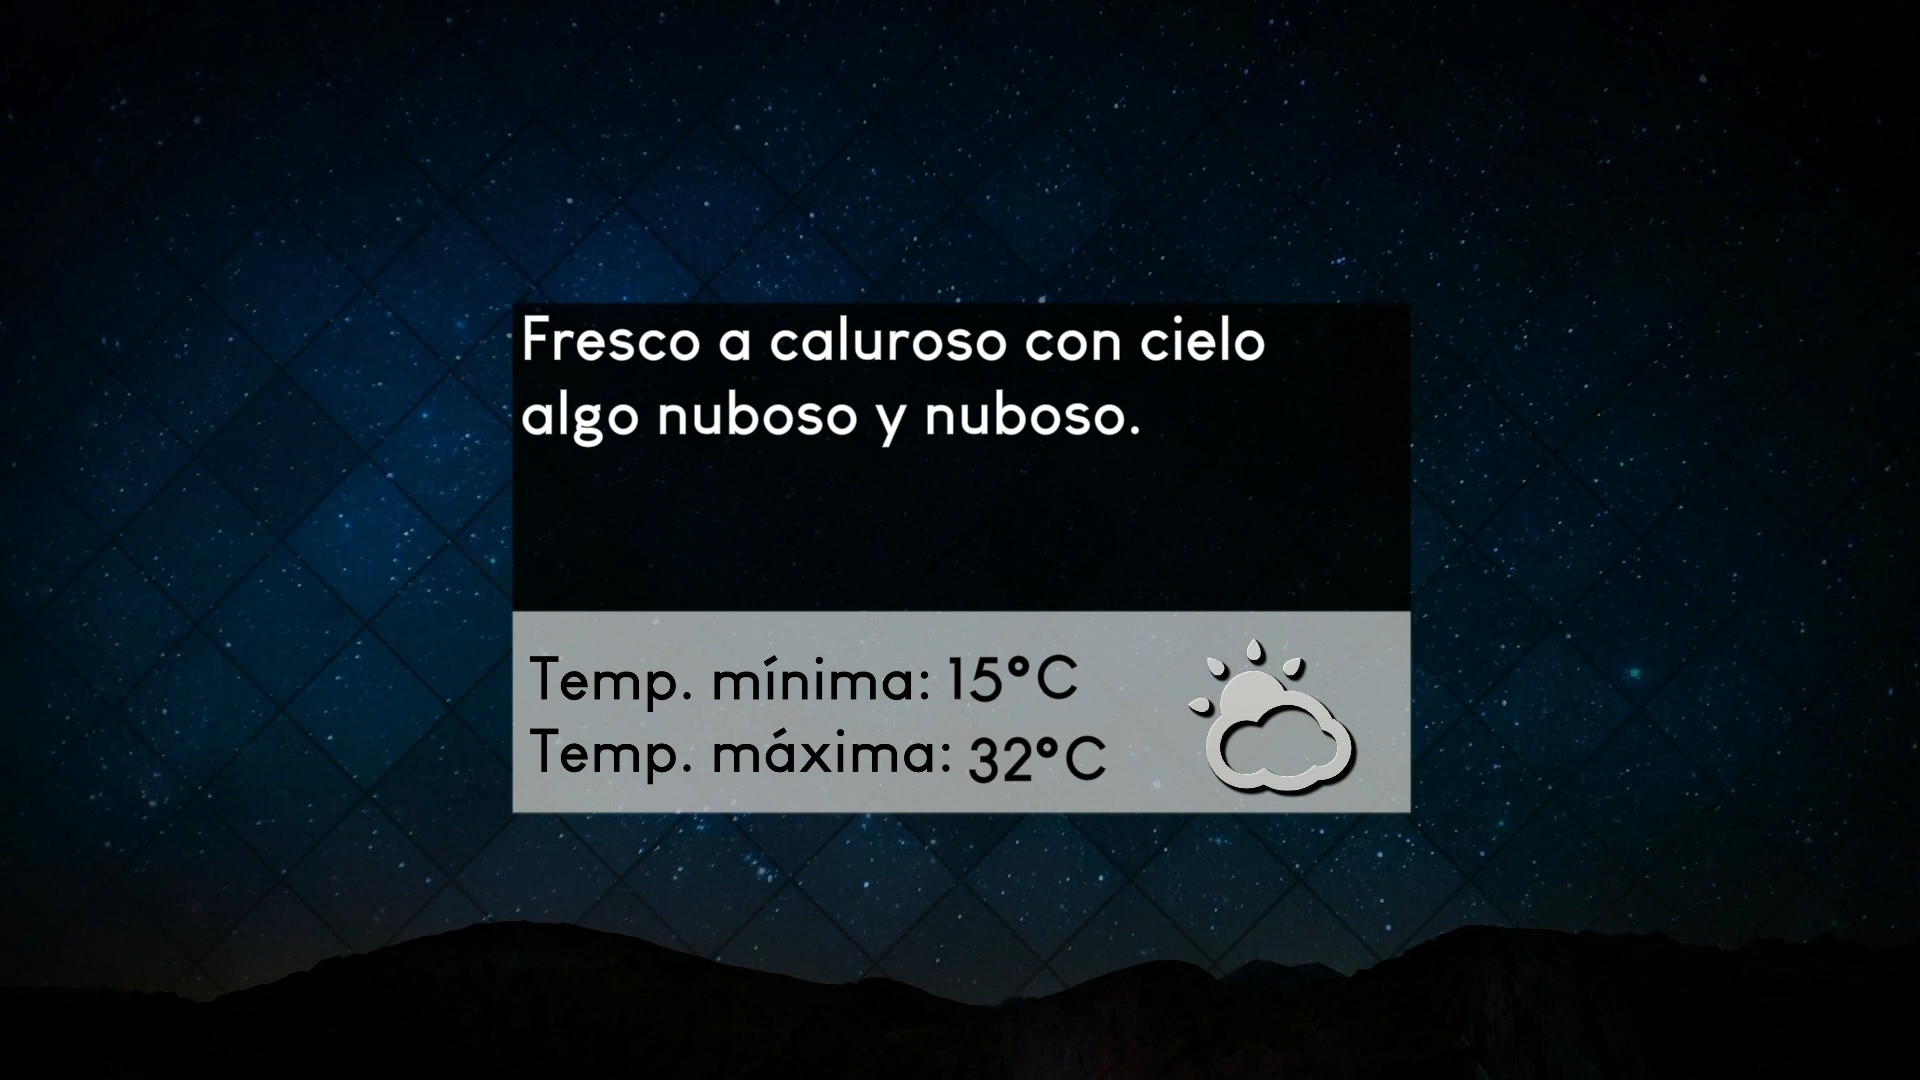 Fresco a caluroso con cielo
algo nuboso y nuboso.
Temp. mínima: 15°C
Temp. máxima: 32°C